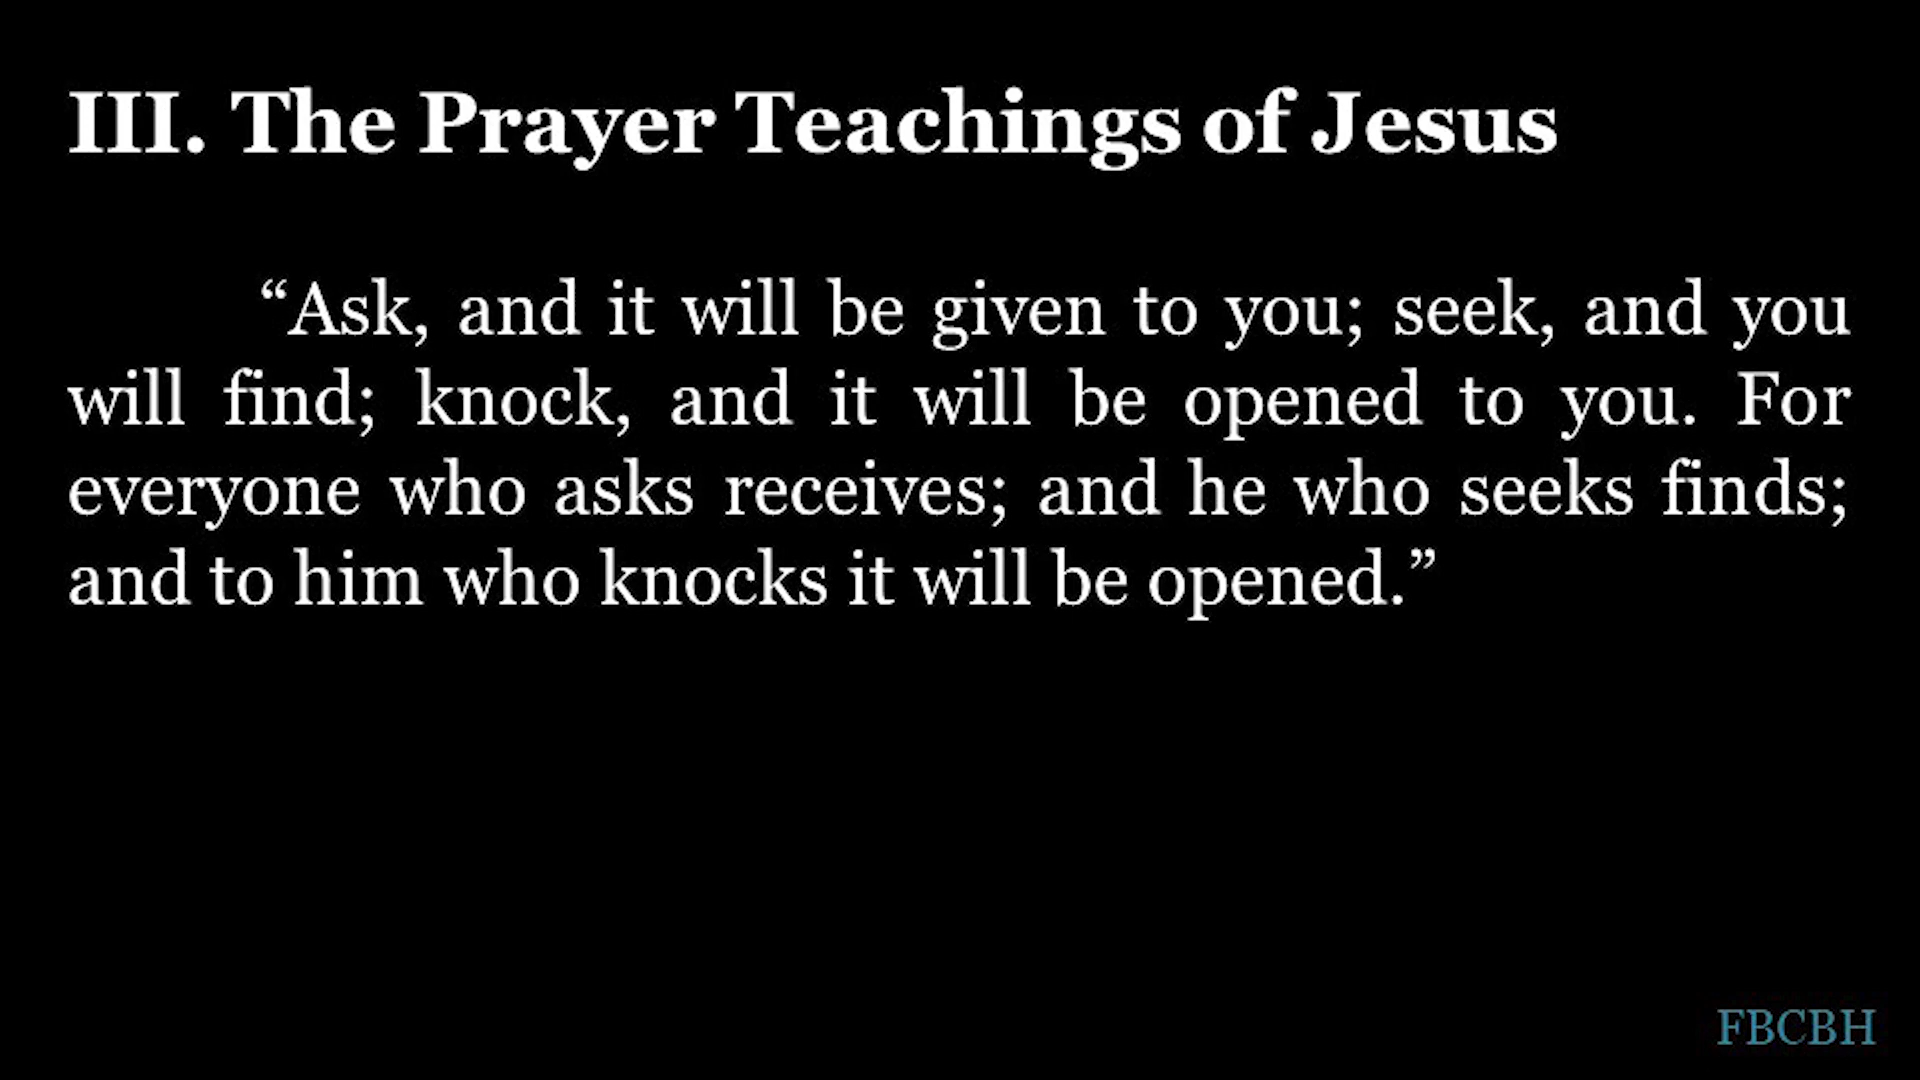 III. The Prayer Teachings of Jesus
“Ask, and it will be given to you; seek, and you
will find; knock, and it will be opened to you. For
everyone who asks receives; and he who seeks finds;
and to him who knocks it will be opened.”
FBCBH